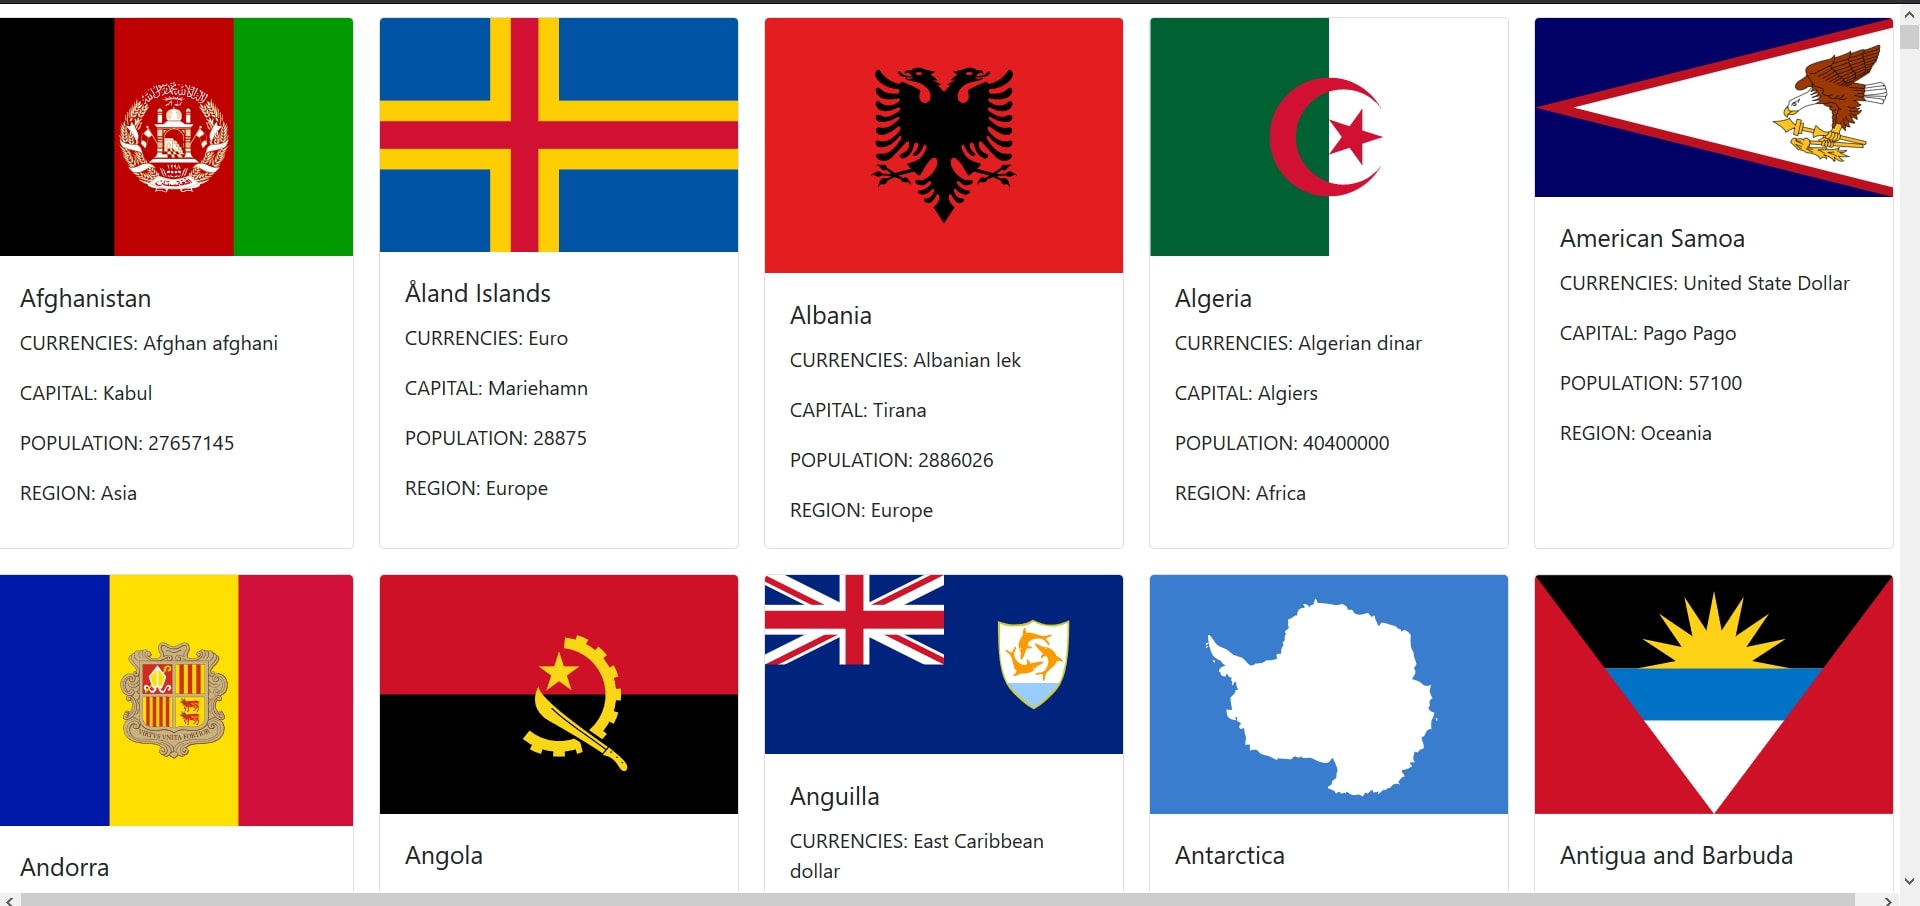 Afghanistan
CURRENCIES: Afghan afghani
CAPITAL: Kabul
POPULATION: 27657145
REGION: Asia
Åland Islands
CURRENCIES: Euro
CAPITAL: Mariehamn
POPULATION: 28875
REGION: Europe
Albania
CURRENCIES: Albanian lek
CAPITAL: Tirana
POPULATION: 2886026
REGION: Europe
Algeria
CURRENCIES: Algerian dinar
CAPITAL: Algiers
POPULATION: 40400000
REGION: Africa
American Samoa
CURRENCIES: United State Dollar
CAPITAL: Pago Pago
POPULATION: 57100
REGION: Oceania
VIRTVS VNITA FORTIOR
Andorra
Angola
Anguilla
CURRENCIES: East Caribbean
dollar
Antarctica
Antigua and Barbuda